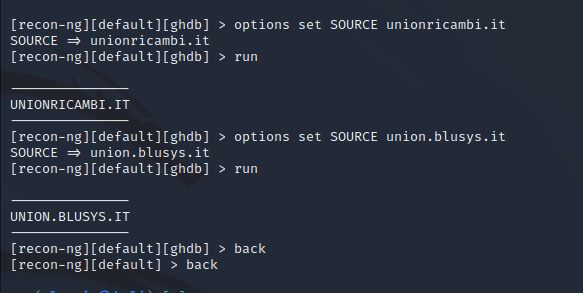 [recon-ng][default][ghdb] > options set SOURCE unionricambi.it
SOURCE ⇒ unionricambi.it
[recon-ng][default][ghdb] > run
---------------
UNIONRICAMBI.IT
---------------
[recon-ng][default][ghdb] > options set SOURCE union.blusys.it
SOURCE ⇒ union.blusys.it
[recon-ng][default][ghdb] > run
---------------
UNION.BLUSYS.IT
---------------
[recon-ng][default][ghdb] > back
[recon-ng][default] > back